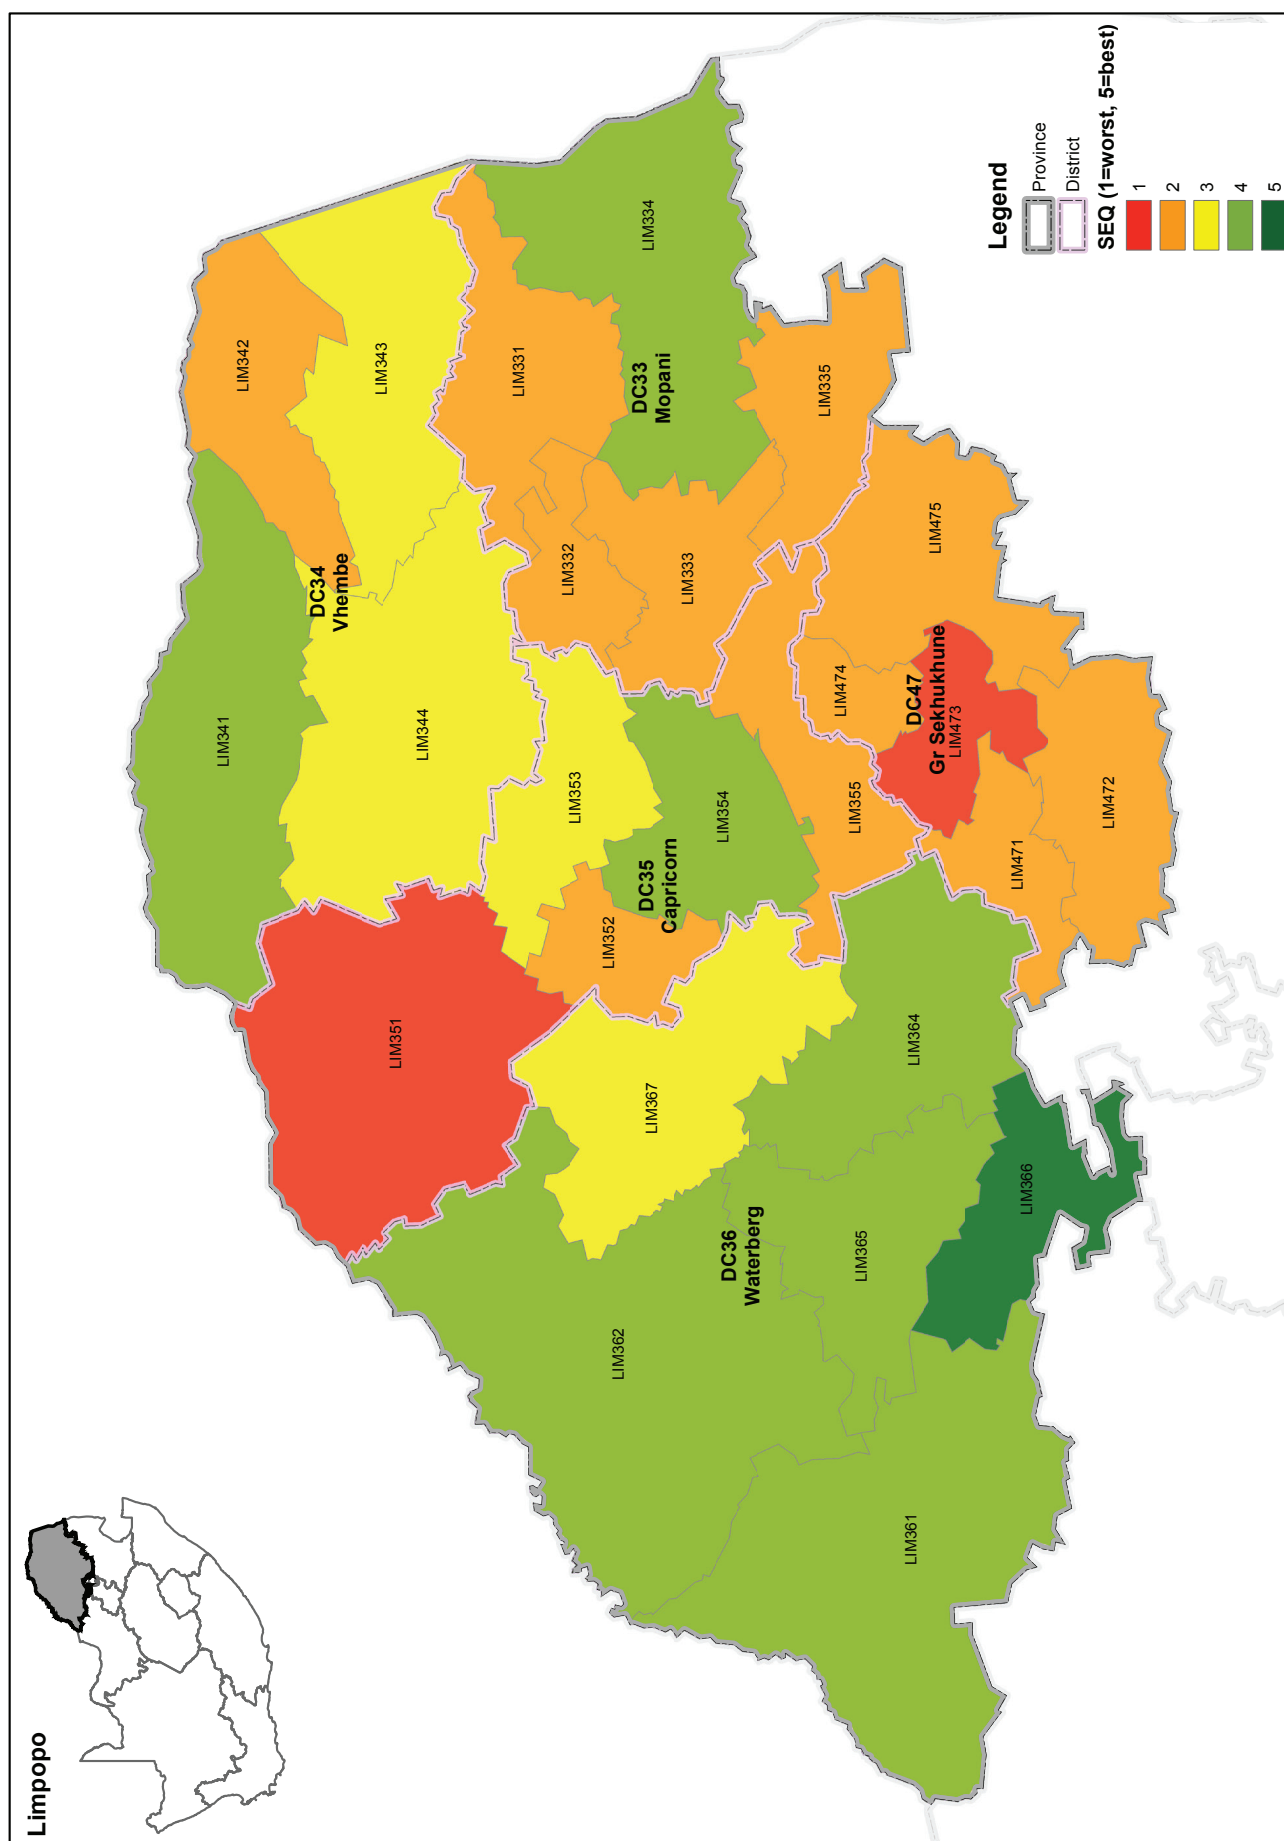 Limpopo
LIM341
LIM342
DC34
Vhembe
LIM343
LIM344
LIM351
LIM331
LIM332
LIM353
LIM352
DC35
Capricorn
LIM354
LIM333
DC33
Mopani
LIM334
LIM335
LIM355
LIM367
LIM362
DC36
Waterberg
LIM365
LIM364
LIM361
LIM366
LIM474
DC47
Gr Sekhukhune
LIM473
LIM475
LIM471
LIM472
Legend
Province
District
SEQ (1=worst, 5=best)
1
2
3
4
5